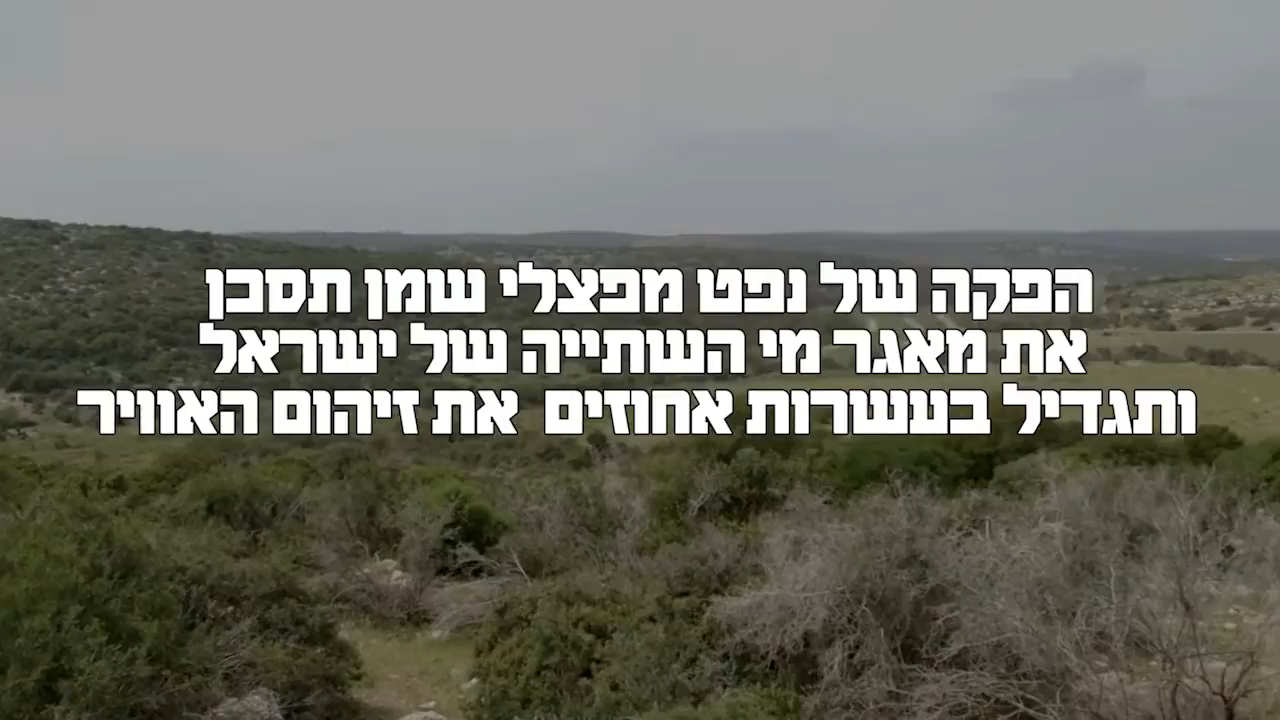 הפקה של נפט מפצלי שמן תסכן
את מאגר מי השתייה של ישראל
ותגדיל בעשרות אחוזים את זיהום האוויר